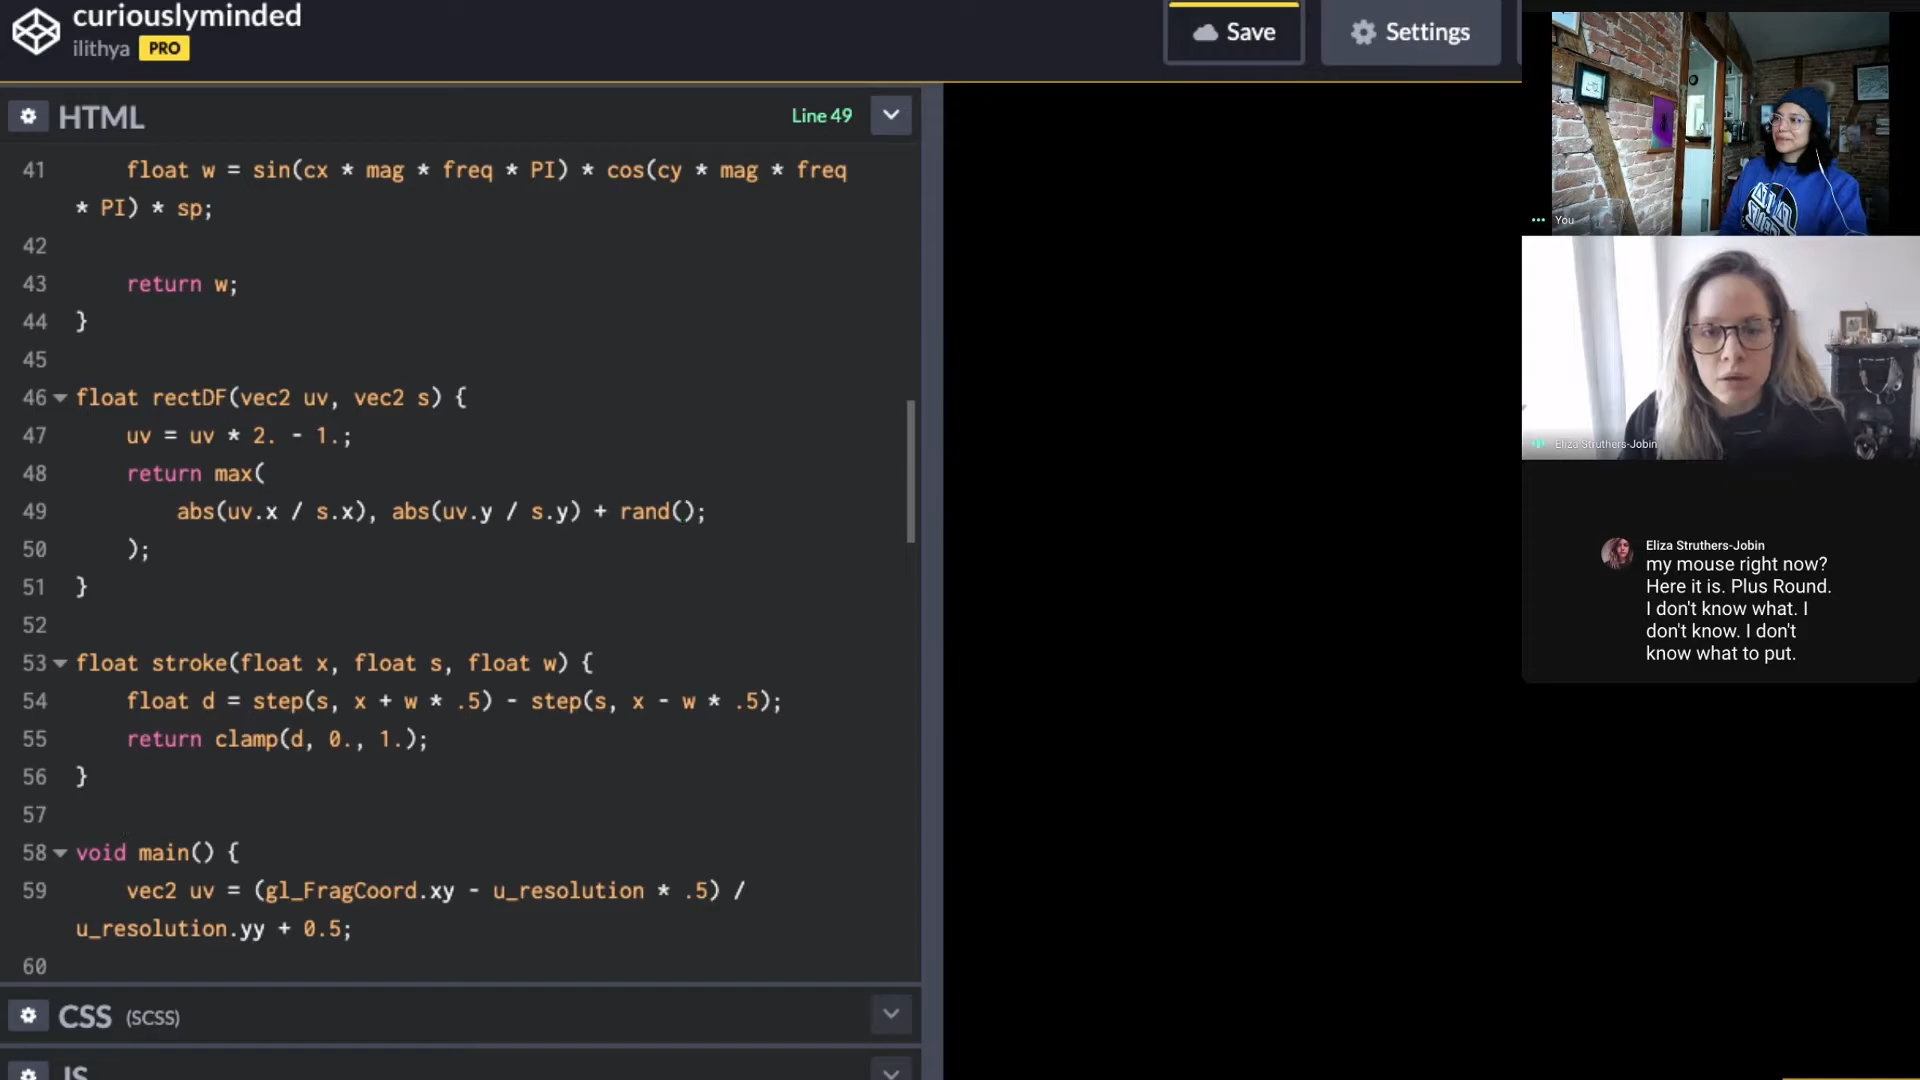 curiouslyminded
ilithya PRO
Save
Settings
HTML
Line 49
41 float w = sin(cx * mag * freq * PI) * cos(cy * mag * freq
* PI) * sp;
42
43 return w;
44 }
45
46 float rectDF(vec2 uv, vec2 s) {
47 uv = uv * 2. - 1.;
48 return max(
49 abs(uv.x / s.x), abs(uv.y / s.y) + rand();
50 );
51 }
52
53 float stroke(float x, float s, float w) {
54 float d = step(s, x + w * .5) - step(s, x - w * .5);
55 return clamp(d, 0., 1.);
56 }
57
58 void main() {
59 vec2 uv = (gl_FragCoord.xy - u_resolution * .5) /
u_resolution.yy + 0.5;
60
CSS (SCSS)
JS
You
Eliza Struthers-Jobin
Eliza Struthers-Jobin
my mouse right now?
Here it is. Plus Round.
I don't know what. I
don't know. I don't
know what to put.